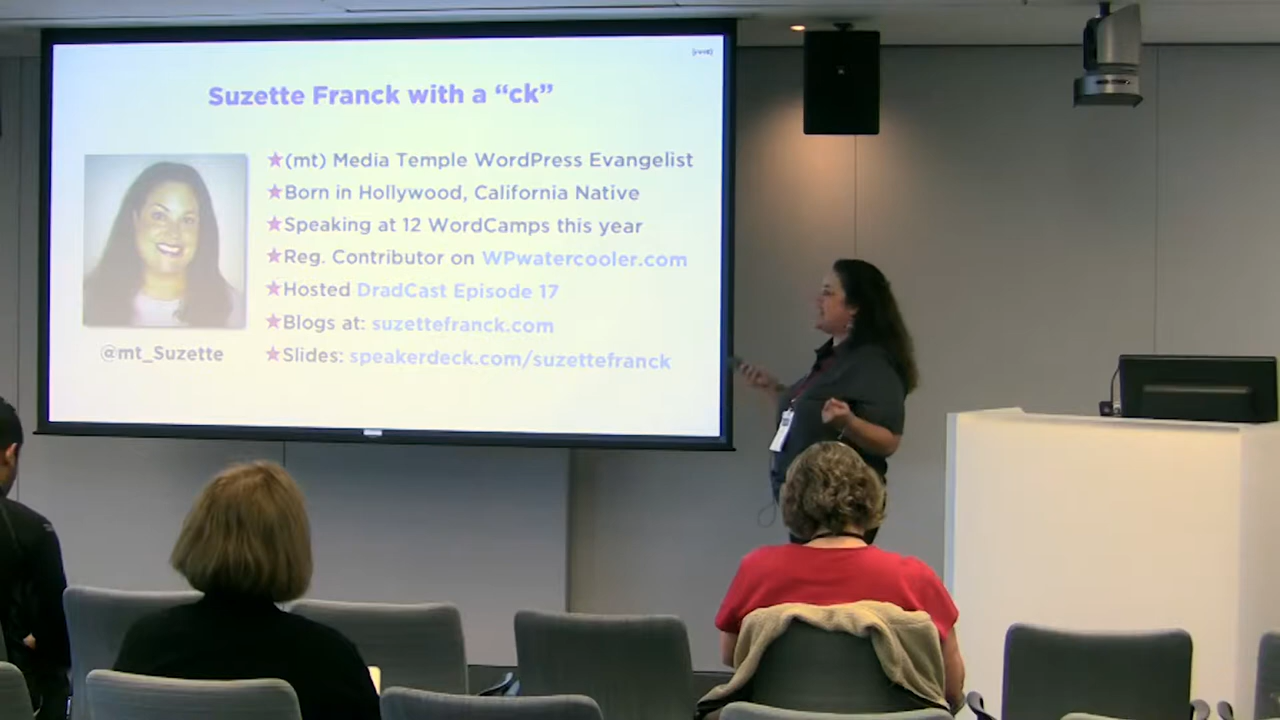 Suzette Franck with a “ck”
★(mt) Media Temple WordPress Evangelist
★Born in Hollywood, California Native
★Speaking at 12 WordCamps this year
★Reg. Contributor on WPwatercooler.com
★Hosted DradCast Episode 17
★Blogs at: suzettefranck.com
★Slides: speakerdeck.com/suzettefranck
@mt_Suzette